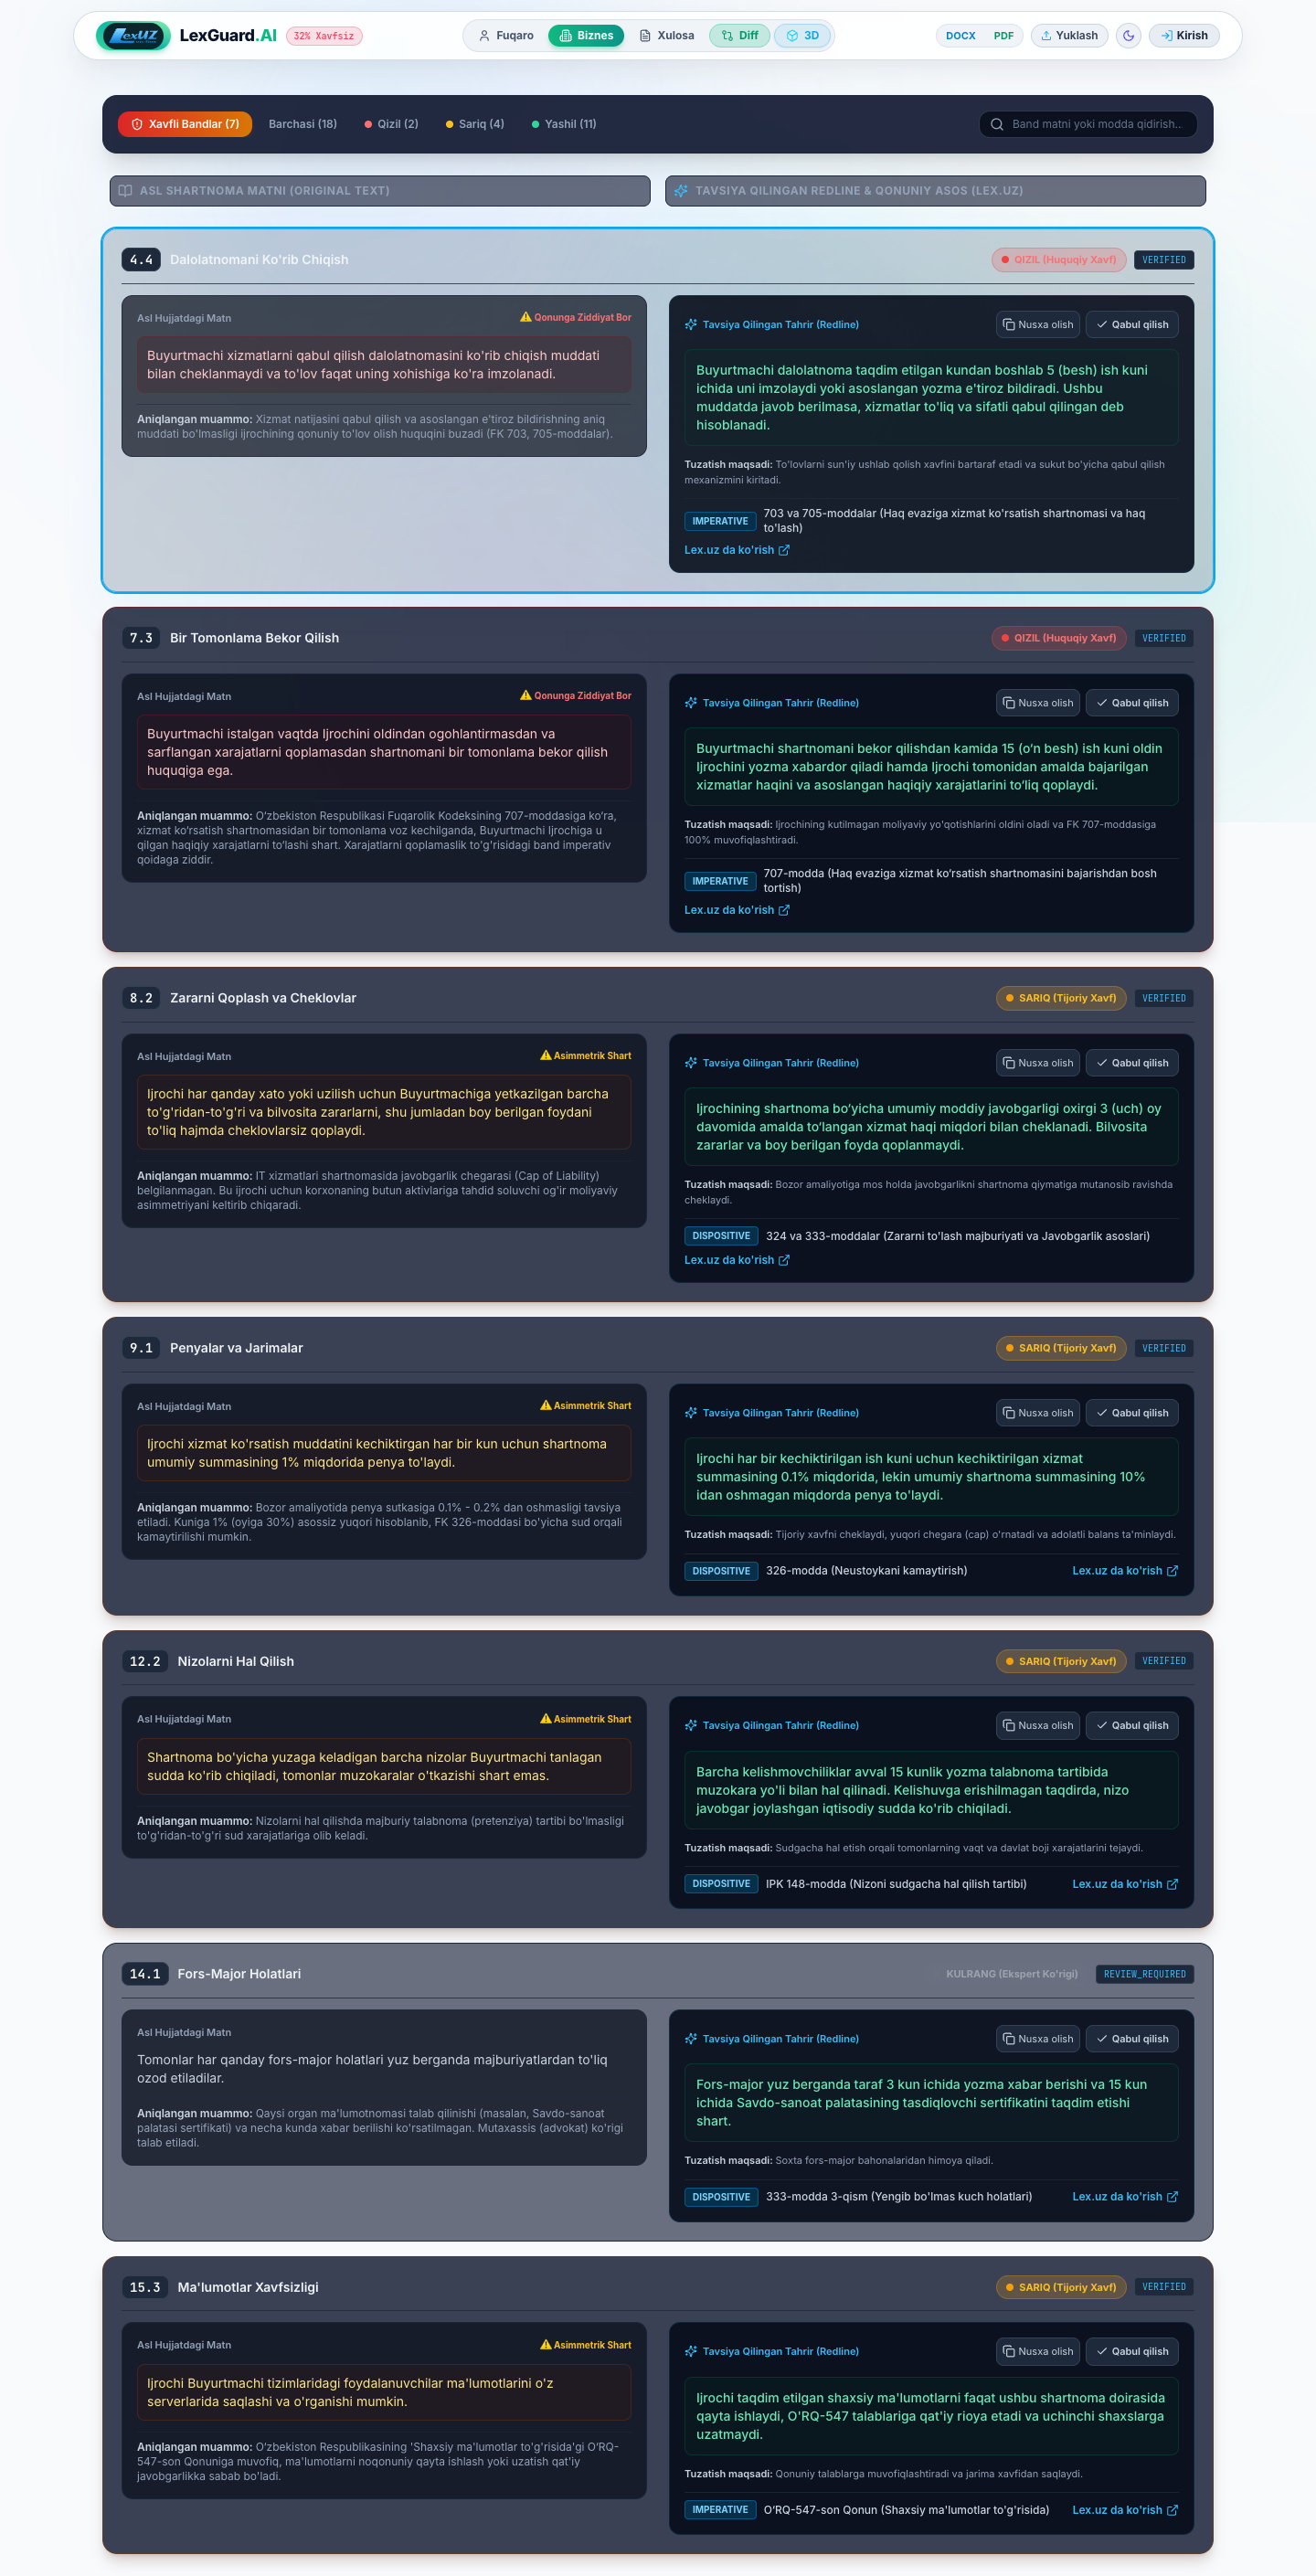 LexUZ
LexGuard.AI
32% Xavfsiz
Fuqaro
Biznes
Xulosa
Diff
3D
DOCX
PDF
Yuklash
Kirish
Xavfli Bandlar (7)
Barchasi (18)
Qizil (2)
Sariq (4)
Yashil (11)
Band matni yoki modda qidirish...
ASL SHARTNOMA MATNI (ORIGINAL TEXT)
TAVSIYA QILINGAN REDLINE & QONUNIY ASOS (LEX.UZ)
4.4
Dalolatnomani Ko'rib Chiqish
QIZIL (Huquqiy Xavf)
VERIFIED
Asl Hujjatdagi Matn
Qonunga Ziddiyat Bor
Buyurtmachi xizmatlarni qabul qilish dalolatnomasini ko'rib chiqish muddati
bilan cheklanmaydi va to'lov faqat uning xohishiga ko'ra imzolanadi.
Aniqlangan muammo: Xizmat natijasini qabul qilish va asoslangan e'tiroz bildirishning aniq
muddati bo'lmasligi ijrochining qonuniy to'lov olish huquqini buzadi (FK 703, 705-moddalar).
Tavsiya Qilingan Tahrir (Redline)
Nusxa olish
Qabul qilish
Buyurtmachi dalolatnoma taqdim etilgan kundan boshlab 5 (besh) ish kuni
ichida uni imzolaydi yoki asoslangan yozma e'tiroz bildiradi. Ushbu
muddatda javob berilmasa, xizmatlar to'liq va sifatli qabul qilingan deb
hisoblanadi.
Tuzatish maqsadi: To'lovlarni sun'iy ushlab qolish xavfini bartaraf etadi va sukut bo'yicha qabul qilish
mexanizmini kiritadi.
IMPERATIVE
703 va 705-moddalar (Haq evaziga xizmat ko'rsatish shartnomasi va haq
to'lash)
Lex.uz da ko'rish
7.3
Bir Tomonlama Bekor Qilish
QIZIL (Huquqiy Xavf)
VERIFIED
Asl Hujjatdagi Matn
Qonunga Ziddiyat Bor
Buyurtmachi istalgan vaqtda Ijrochini oldindan ogohlantirmasdan va
sarflangan xarajatlarni qoplamasdan shartnomani bir tomonlama bekor qilish
huquqiga ega.
Aniqlangan muammo: O‘zbekiston Respublikasi Fuqarolik Kodeksining 707-moddasiga ko‘ra,
xizmat ko‘rsatish shartnomasidan bir tomonlama voz kechilganda, Buyurtmachi Ijrochiga u
qilgan haqiqiy xarajatlarni to‘lashi shart. Xarajatlarni qoplamaslik to'g'risidagi band imperativ
qoidaga ziddir.
Tavsiya Qilingan Tahrir (Redline)
Nusxa olish
Qabul qilish
Buyurtmachi shartnomani bekor qilishdan kamida 15 (o‘n besh) ish kuni oldin
Ijrochini yozma xabardor qiladi hamda Ijrochi tomonidan amalda bajarilgan
xizmatlar haqini va asoslangan haqiqiy xarajatlarini to‘liq qoplaydi.
Tuzatish maqsadi: Ijrochining kutilmagan moliyaviy yo'qotishlarini oldini oladi va FK 707-moddasiga
100% muvofiqlashtiradi.
IMPERATIVE
707-modda (Haq evaziga xizmat ko‘rsatish shartnomasini bajarishdan bosh
tortish)
Lex.uz da ko'rish
8.2
Zararni Qoplash va Cheklovlar
SARIQ (Tijoriy Xavf)
VERIFIED
Asl Hujjatdagi Matn
Asimmetrik Shart
Ijrochi har qanday xato yoki uzilish uchun Buyurtmachiga yetkazilgan barcha
to'g'ridan-to'g'ri va bilvosita zararlarni, shu jumladan boy berilgan foydani
to'liq hajmda cheklovlarsiz qoplaydi.
Aniqlangan muammo: IT xizmatlari shartnomasida javobgarlik chegarasi (Cap of Liability)
belgilanmagan. Bu ijrochi uchun korxonaning butun aktivlariga tahdid soluvchi og'ir moliyaviy
asimmetriyani keltirib chiqaradi.
Tavsiya Qilingan Tahrir (Redline)
Nusxa olish
Qabul qilish
Ijrochining shartnoma bo‘yicha umumiy moddiy javobgarligi oxirgi 3 (uch) oy
davomida amalda to‘langan xizmat haqi miqdori bilan cheklanadi. Bilvosita
zararlar va boy berilgan foyda qoplanmaydi.
Tuzatish maqsadi: Bozor amaliyotiga mos holda javobgarlikni shartnoma qiymatiga mutanosib ravishda
cheklaydi.
DISPOSITIVE
324 va 333-moddalar (Zararni to'lash majburiyati va Javobgarlik asoslari)
Lex.uz da ko'rish
9.1
Penyalar va Jarimalar
SARIQ (Tijoriy Xavf)
VERIFIED
Asl Hujjatdagi Matn
Asimmetrik Shart
Ijrochi xizmat ko'rsatish muddatini kechiktirgan har bir kun uchun shartnoma
umumiy summasining 1% miqdorida penya to'laydi.
Aniqlangan muammo: Bozor amaliyotida penya sutkasiga 0.1% - 0.2% dan oshmasligi tavsiya
etiladi. Kuniga 1% (oyiga 30%) asossiz yuqori hisoblanib, FK 326-moddasi bo'yicha sud orqali
kamaytirilishi mumkin.
Tavsiya Qilingan Tahrir (Redline)
Nusxa olish
Qabul qilish
Ijrochi har bir kechiktirilgan ish kuni uchun kechiktirilgan xizmat
summasining 0.1% miqdorida, lekin umumiy shartnoma summasining 10%
idan oshmagan miqdorda penya to'laydi.
Tuzatish maqsadi: Tijoriy xavfni cheklaydi, yuqori chegara (cap) o'rnatadi va adolatli balans ta'minlaydi.
DISPOSITIVE
326-modda (Neustoykani kamaytirish)
Lex.uz da ko'rish
12.2
Nizolarni Hal Qilish
SARIQ (Tijoriy Xavf)
VERIFIED
Asl Hujjatdagi Matn
Asimmetrik Shart
Shartnoma bo'yicha yuzaga keladigan barcha nizolar Buyurtmachi tanlagan
sudda ko'rib chiqiladi, tomonlar muzokaralar o'tkazishi shart emas.
Aniqlangan muammo: Nizolarni hal qilishda majburiy talabnoma (pretenziya) tartibi bo'lmasligi
to'g'ridan-to'g'ri sud xarajatlariga olib keladi.
Tavsiya Qilingan Tahrir (Redline)
Nusxa olish
Qabul qilish
Barcha kelishmovchiliklar avval 15 kunlik yozma talabnoma tartibida
muzokara yo'li bilan hal qilinadi. Kelishuvga erishilmagan taqdirda, nizo
javobgar joylashgan iqtisodiy sudda ko'rib chiqiladi.
Tuzatish maqsadi: Sudgacha hal etish orqali tomonlarning vaqt va davlat boji xarajatlarini tejaydi.
DISPOSITIVE
IPK 148-modda (Nizoni sudgacha hal qilish tartibi)
Lex.uz da ko'rish
14.1
Fors-Major Holatlari
KULRANG (Ekspert Ko'rigi)
REVIEW_REQUIRED
Asl Hujjatdagi Matn
Tomonlar har qanday fors-major holatlari yuz berganda majburiyatlardan to'liq
ozod etiladilar.
Aniqlangan muammo: Qaysi organ ma'lumotnomasi talab qilinishi (masalan, Savdo-sanoat
palatasi sertifikati) va necha kunda xabar berilishi ko'rsatilmagan. Mutaxassis (advokat) ko'rigi
talab etiladi.
Tavsiya Qilingan Tahrir (Redline)
Nusxa olish
Qabul qilish
Fors-major yuz berganda taraf 3 kun ichida yozma xabar berishi va 15 kun
ichida Savdo-sanoat palatasining tasdiqlovchi sertifikatini taqdim etishi
shart.
Tuzatish maqsadi: Soxta fors-major bahonalaridan himoya qiladi.
DISPOSITIVE
333-modda 3-qism (Yengib bo'lmas kuch holatlari)
Lex.uz da ko'rish
15.3
Ma'lumotlar Xavfsizligi
SARIQ (Tijoriy Xavf)
VERIFIED
Asl Hujjatdagi Matn
Asimmetrik Shart
Ijrochi Buyurtmachi tizimlaridagi foydalanuvchilar ma'lumotlarini o'z
serverlarida saqlashi va o'rganishi mumkin.
Aniqlangan muammo: O‘zbekiston Respublikasining 'Shaxsiy ma'lumotlar to'g'risida'gi O‘RQ-
547-son Qonuniga muvofiq, ma'lumotlarni noqonuniy qayta ishlash yoki uzatish qat'iy
javobgarlikka sabab bo'ladi.
Tavsiya Qilingan Tahrir (Redline)
Nusxa olish
Qabul qilish
Ijrochi taqdim etilgan shaxsiy ma'lumotlarni faqat ushbu shartnoma doirasida
qayta ishlaydi, O'RQ-547 talablariga qat'iy rioya etadi va uchinchi shaxslarga
uzatmaydi.
Tuzatish maqsadi: Qonuniy talablarga muvofiqlashtiradi va jarima xavfidan saqlaydi.
IMPERATIVE
O‘RQ-547-son Qonun (Shaxsiy ma'lumotlar to'g'risida)
Lex.uz da ko'rish